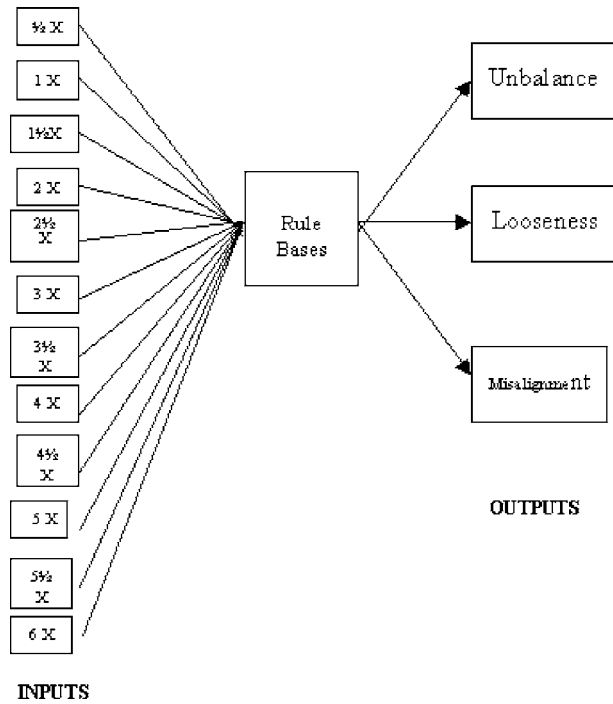 ½ X
1 X
1½X
2 X
2½
X
3 X
3½
X
4 X
4½
X
5 X
5½
X
6 X
INPUTS
Rule
Bases
Unbalance
Looseness
Misalignment
OUTPUTS